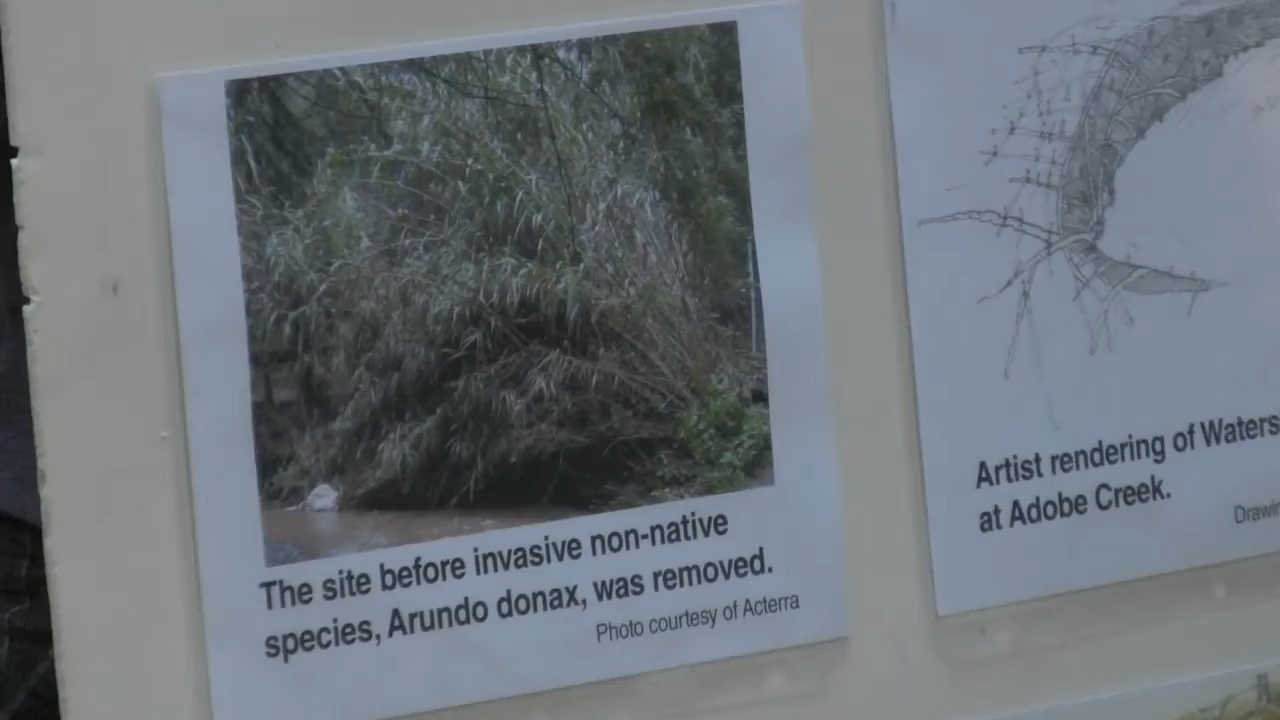 The site before invasive non-native
species, Arundo donax, was removed.
Photo courtesy of Acterra
Artist rendering of Waters
at Adobe Creek.